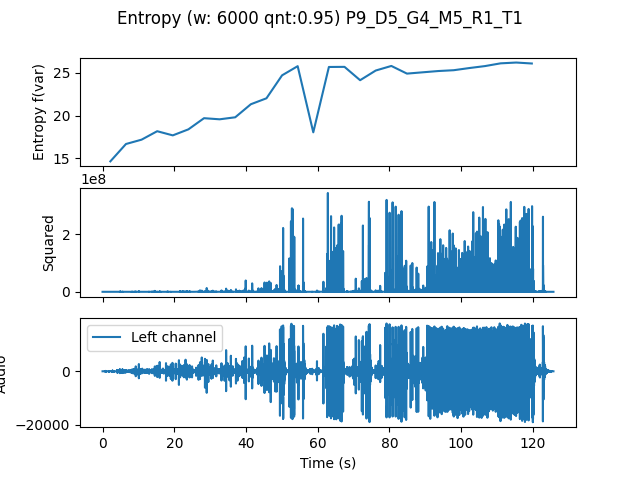 Entropy (w: 6000 qnt:0.95) P9_D5_G4_M5_R1_T1
Entropy f(var)
25
20
15
1e8
Squared
2
0
Audio
Left channel
0
−20000
0 20 40 60 80 100 120
Time (s)